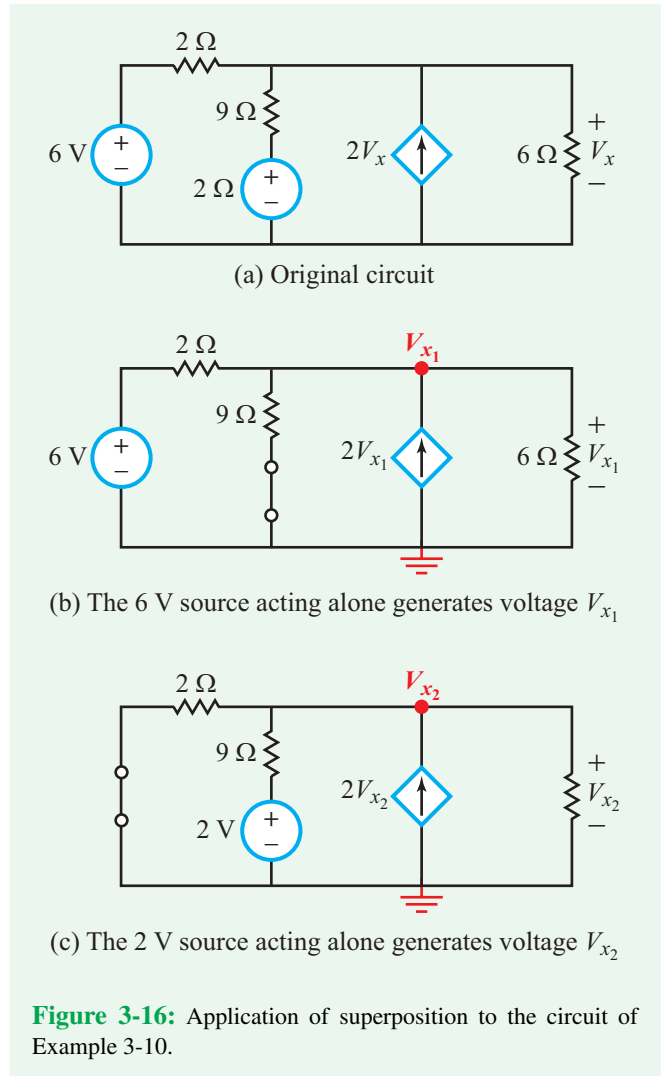 2 Ω
9 Ω
6 V
+
−
2 Ω
+
−
2Vx
6 Ω
+
Vx
−
(a) Original circuit
2 Ω
Vx1
9 Ω
6 V
+
−
2Vx1
6 Ω
+
Vx1
−
(b) The 6 V source acting alone generates voltage Vx1
2 Ω
Vx2
9 Ω
2 V
+
−
2Vx2
+
Vx2
−
(c) The 2 V source acting alone generates voltage Vx2
Figure 3-16: Application of superposition to the circuit of
Example 3-10.